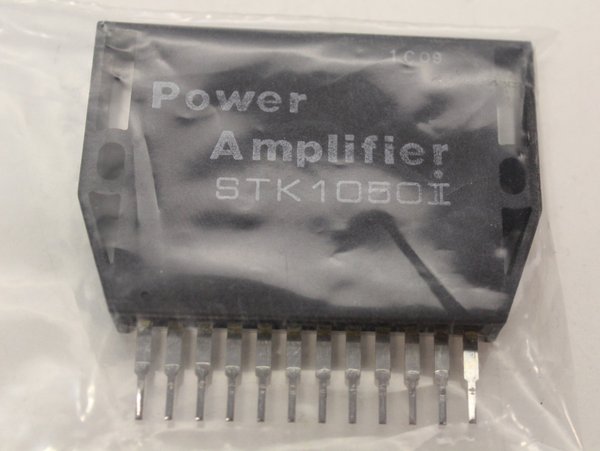 1C09
Power
Amplifier
STK1050II